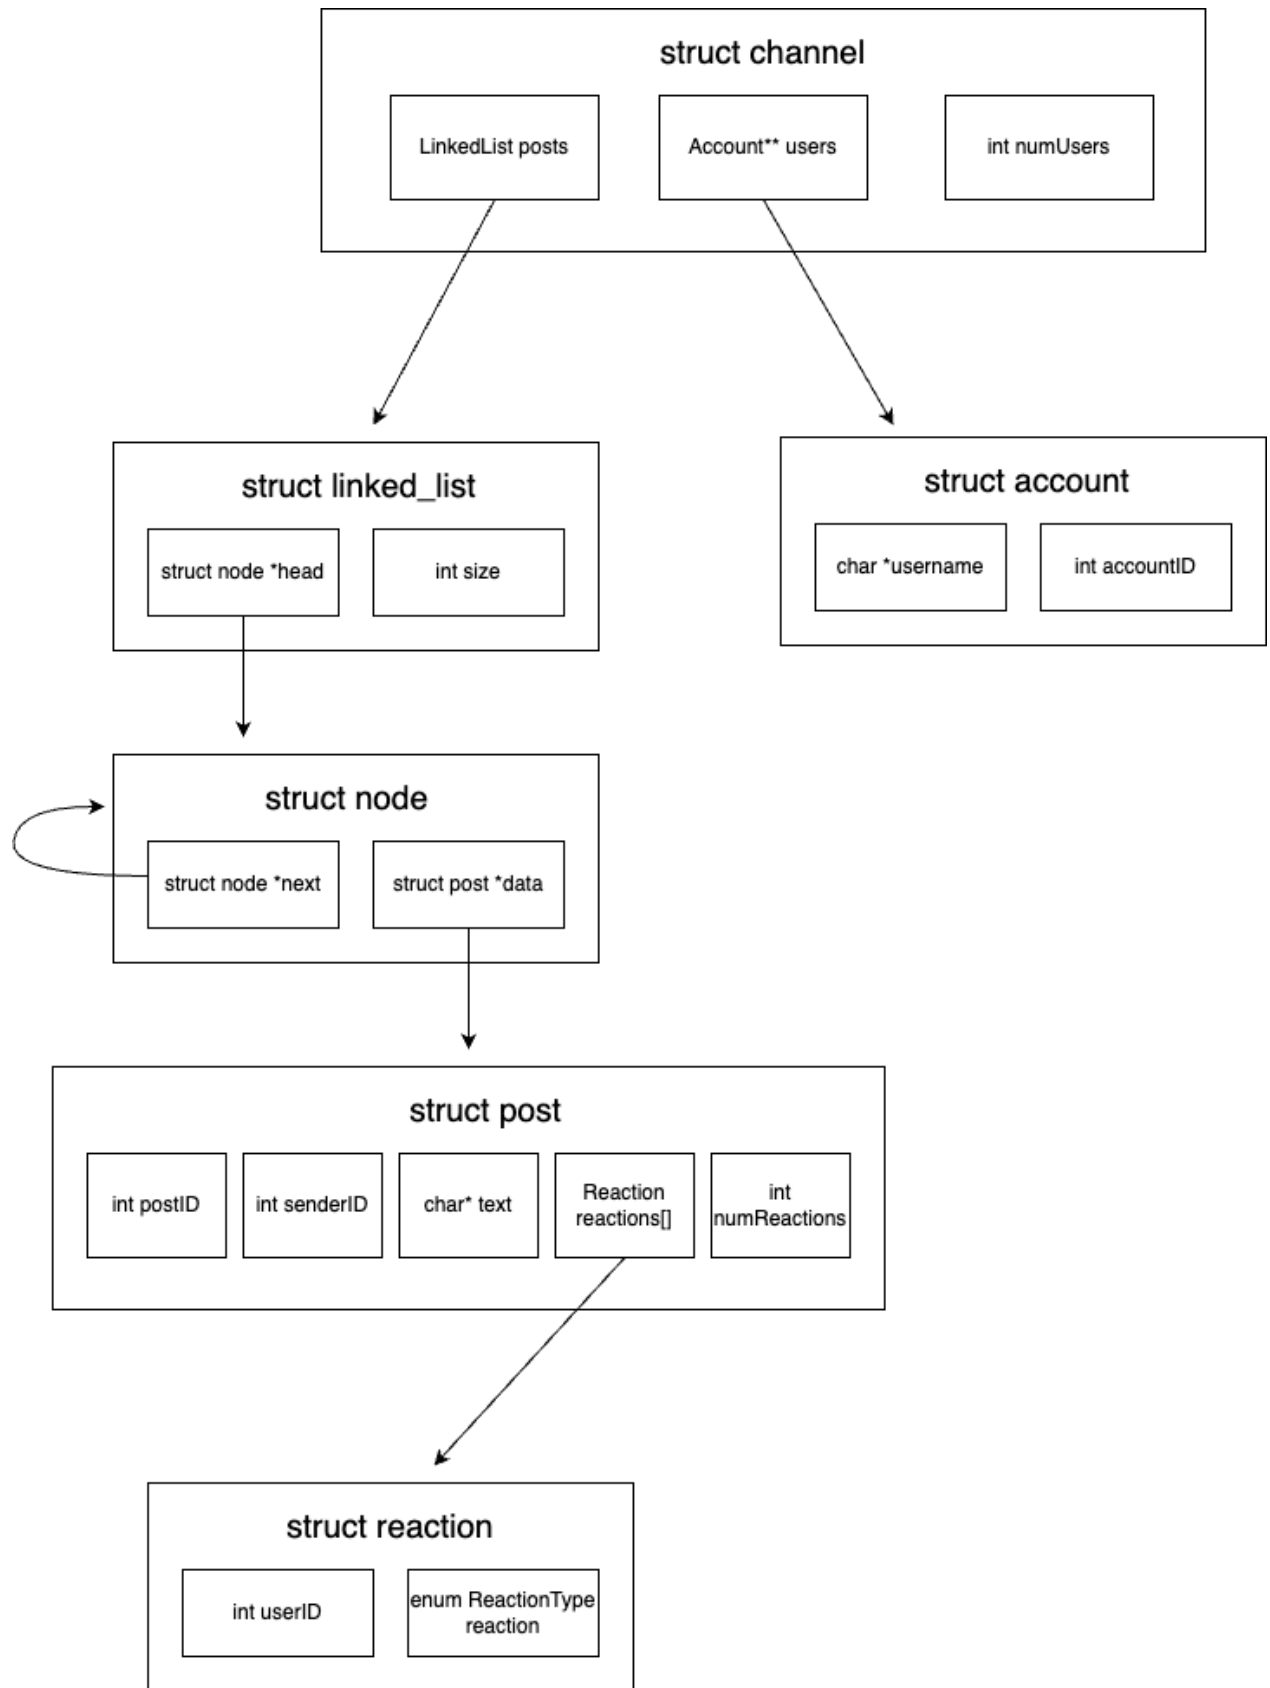 struct channel
LinkedList posts
Account** users
int numUsers
struct linked_list
struct node *head
int size
struct account
char *username
int accountID
struct node
struct node *next
struct post *data
struct post
int postID
int senderID
char* text
Reaction
reactions[]
int
numReactions
struct reaction
int userID
enum ReactionType
reaction